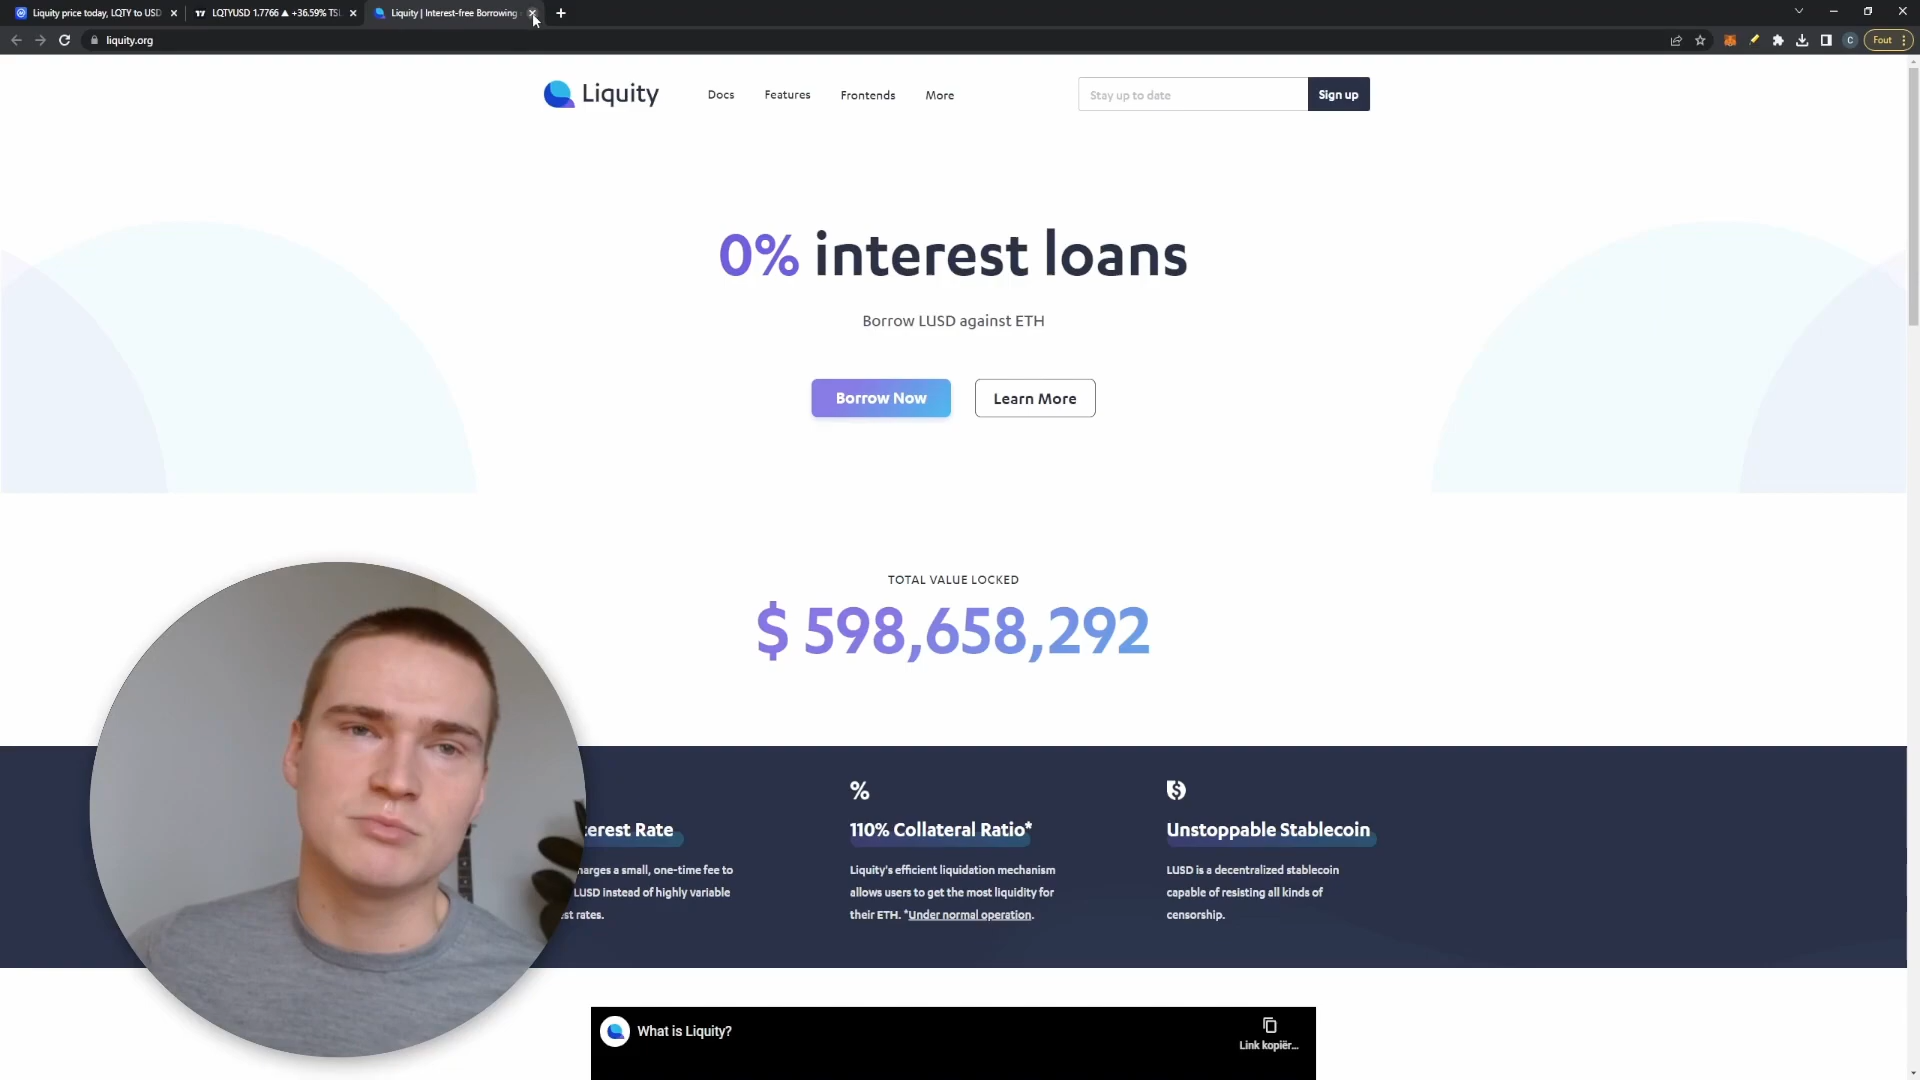 Liquity price today, LQTY to USD
LQTYUSD 1.7766 ▲ +36.59%
Liquity | Interest-free Borrowing
liquity.org
Fout
Liquity
Docs
Features
Frontends
More
Stay up to date
Sign up
0% interest loans
Borrow LUSD against ETH
Borrow Now
Learn More
TOTAL VALUE LOCKED
$ 598,658,292
Rate
a small, one-time fee to
LUSD instead of highly variable
rates.
%
110% Collateral Ratio*
Liquity's efficient liquidation mechanism
allows users to get the most liquidity for
their ETH. *Under normal operation.
Unstoppable Stablecoin
LUSD is a decentralized stablecoin
capable of resisting all kinds of
censorship.
What is Liquity?
Link kopiër...